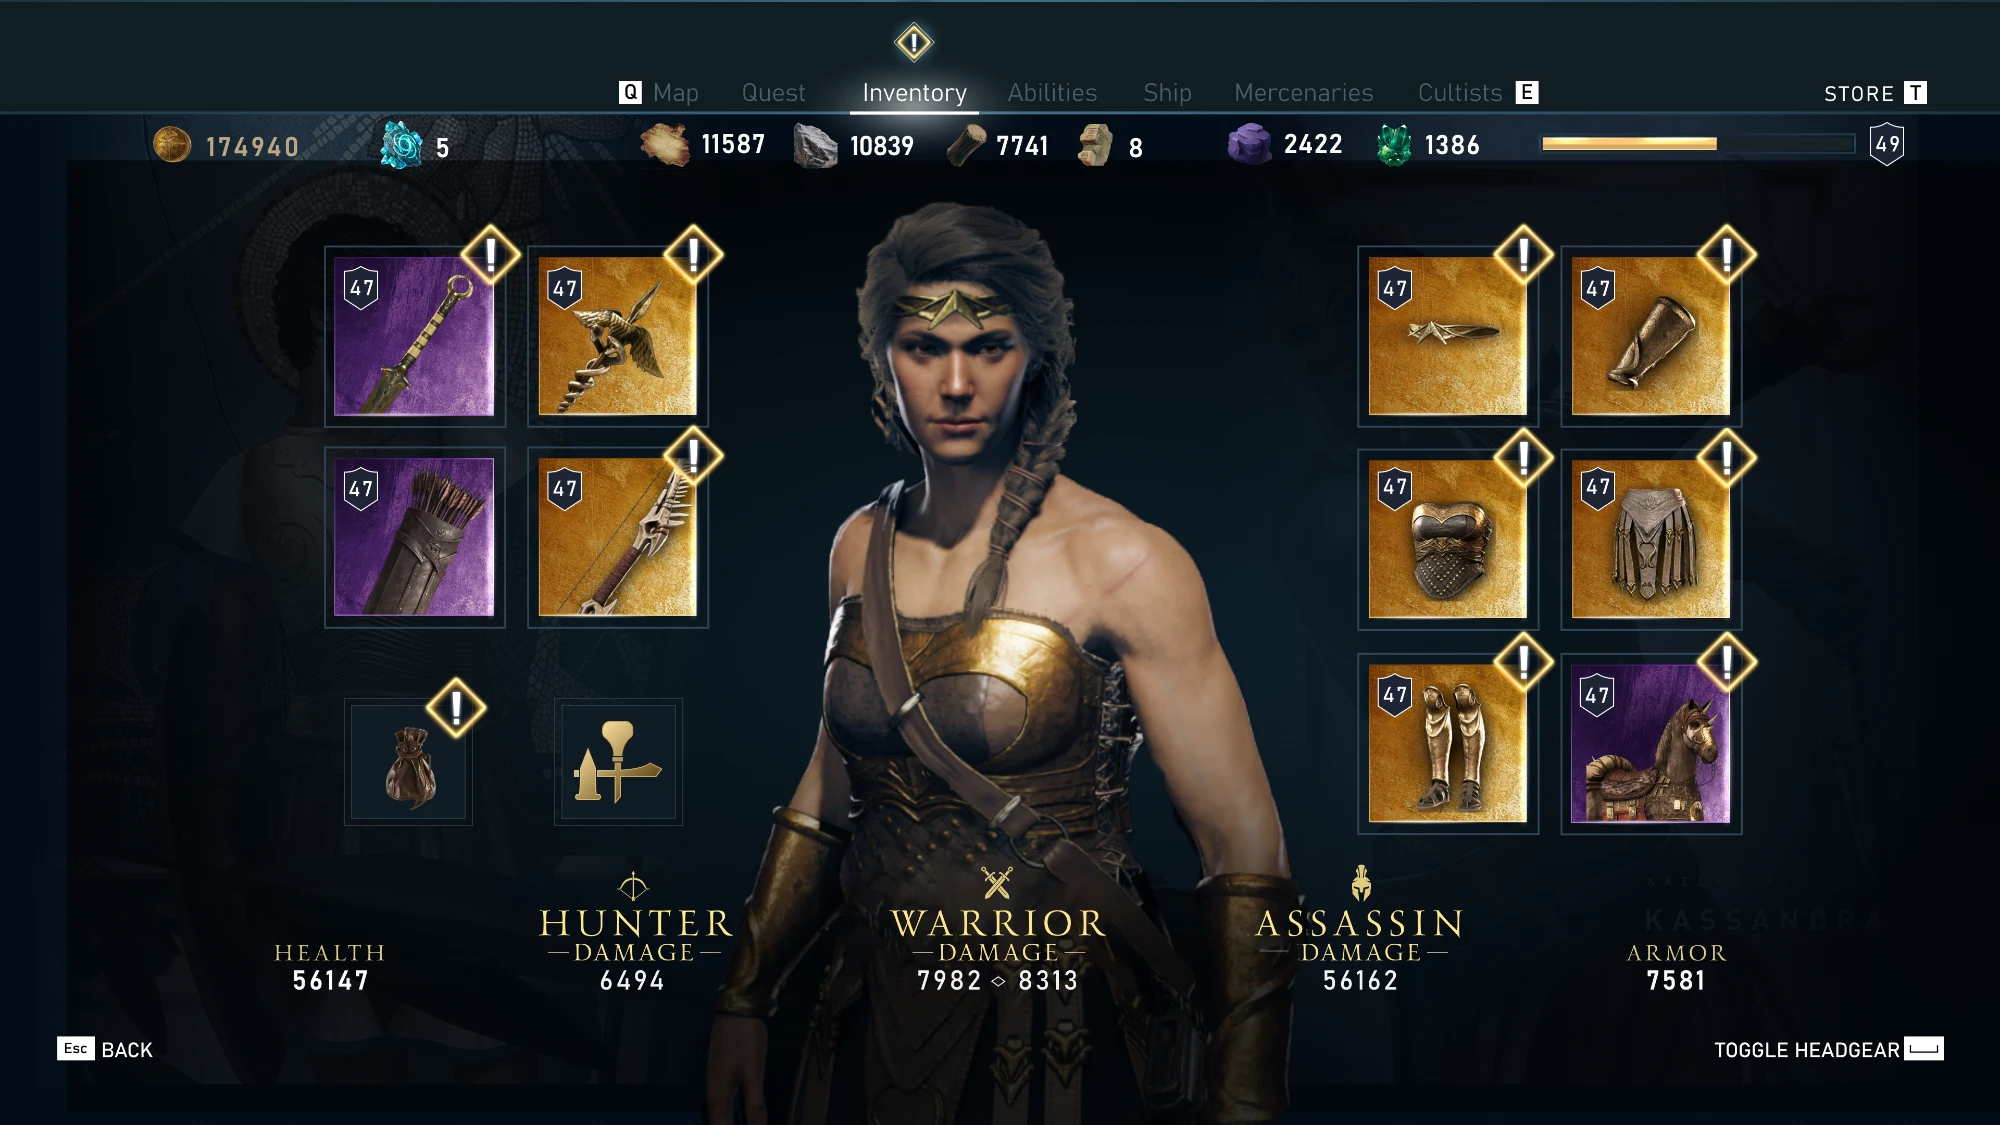 !
Q Map Quest Inventory Abilities Ship Mercenaries Cultists E
STORE T
174940 5 11587 10839 7741 8 2422 1386 49
! ! ! !
47 47 47 47
! ! !
47 47 47 47
! ! !
47 47
HUNTER WARRIOR ASSASSIN
KASSANDRA
HEALTH DAMAGE DAMAGE DAMAGE ARMOR
56147 6494 7982 8313 56162 7581
Esc BACK
TOGGLE HEADGEAR